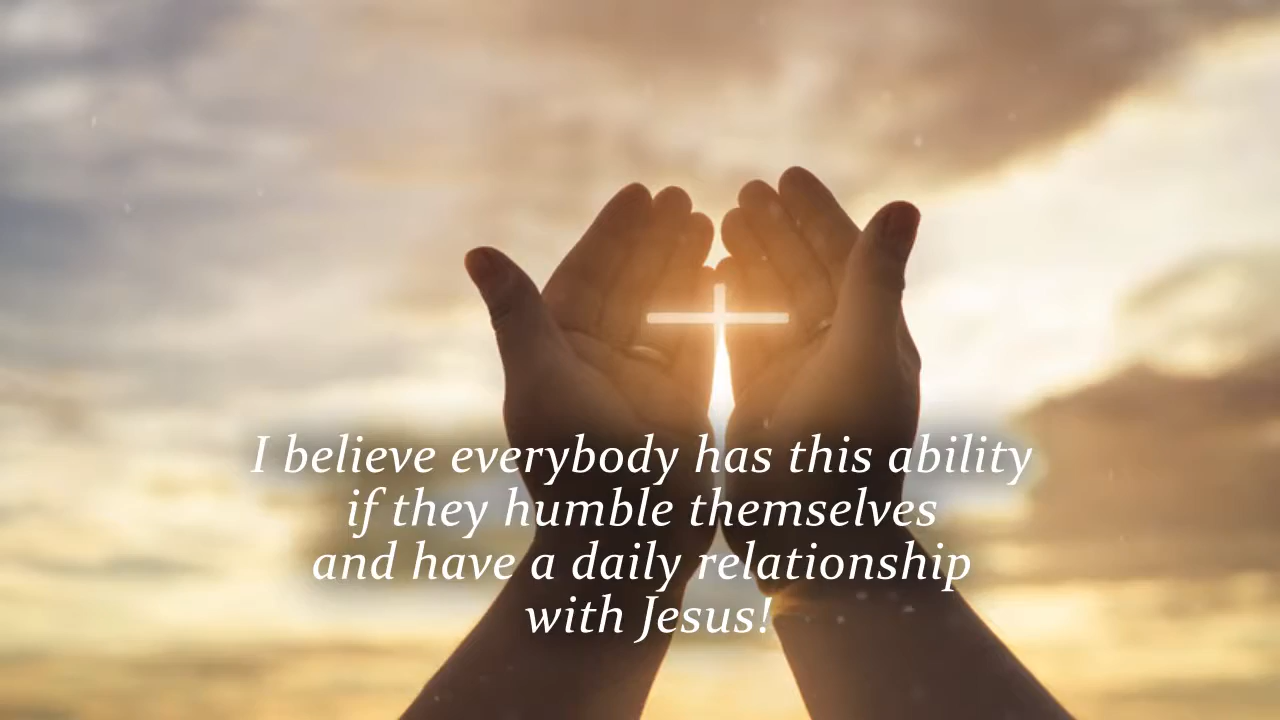 I believe everybody has this ability
if they humble themselves
and have a daily relationship
with Jesus!